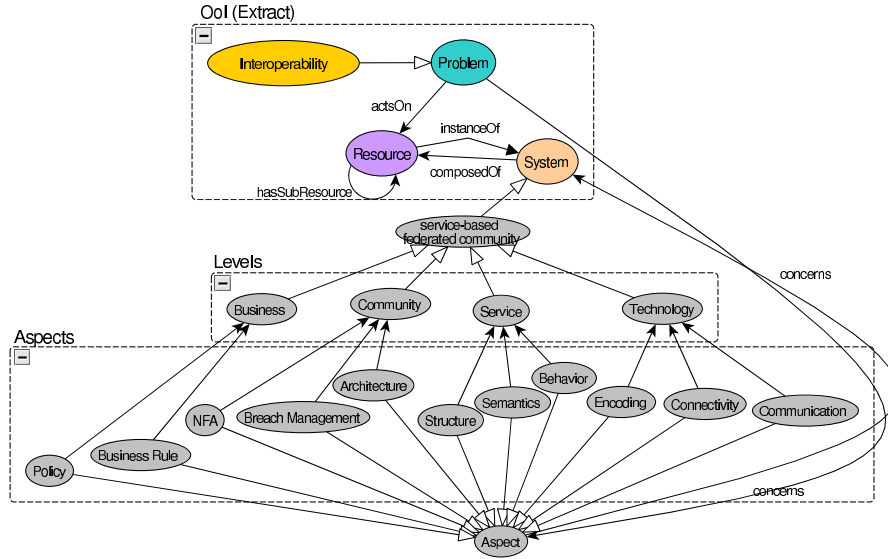 OoI (Extract)
Interoperability
Problem
actsOn
instanceOf
Resource
System
composedOf
hasSubResource
service-based
federated community
concerns
Levels
Business
Community
Service
Technology
Aspects
Architecture
Behavior
NFA
Breach Management
Structure
Semantics
Encoding
Connectivity
Communication
Business Rule
Policy
concerns
Aspect